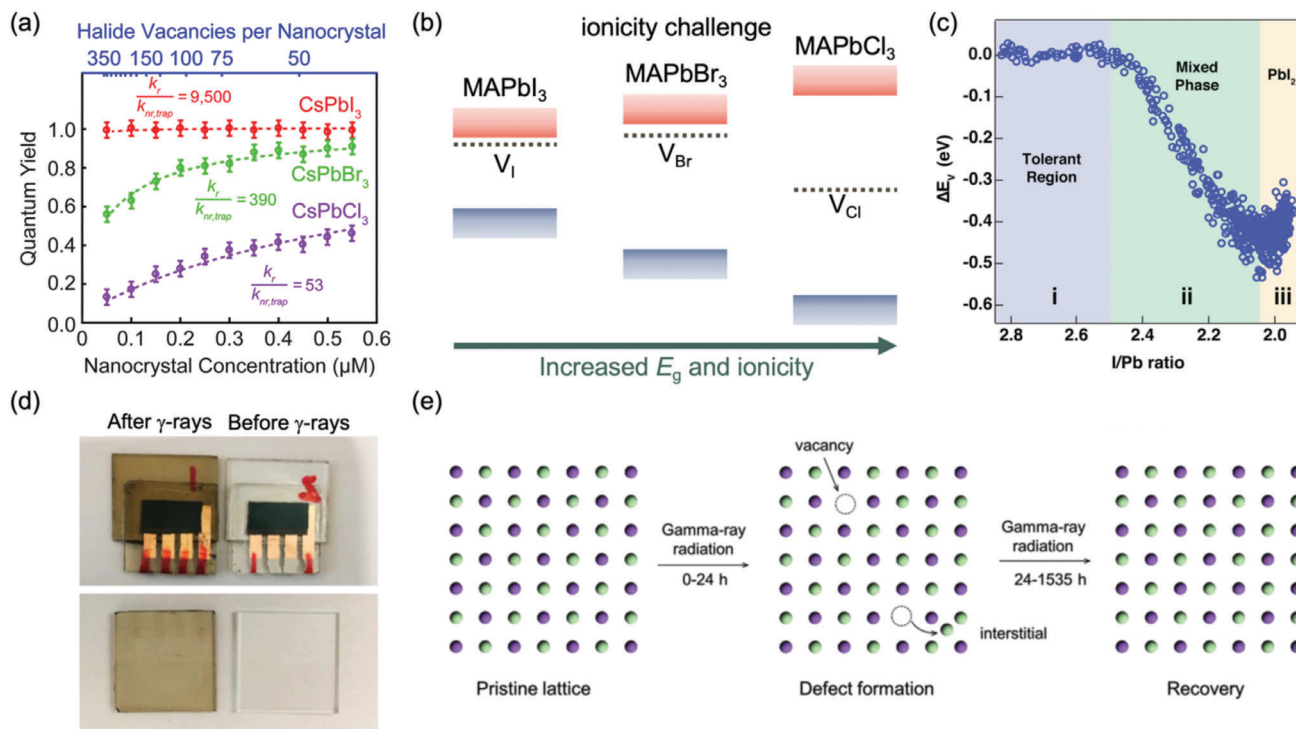 (a)
Halide Vacancies per Nanocrystal
350 150 100 75 50
k_r/k_nr,trap = 9,500
CsPbI₃
CsPbBr₃
k_r/k_nr,trap = 390
CsPbCl₃
k_r/k_nr,trap = 53
Quantum Yield
1.0
0.8
0.6
0.4
0.2
0.0
0 0.1 0.2 0.3 0.4 0.5 0.6
Nanocrystal Concentration (μM)
(b)
ionicity challenge
MAPbI₃
MAPbBr₃
MAPbCl₃
V_I
V_Br
V_Cl
Increased E_g and ionicity
(c)
ΔE_v (eV)
0.0
-0.1
-0.2
-0.3
-0.4
-0.5
-0.6
Tolerant
Region
Mixed
Phase
PbI₂
i
ii
iii
2.8 2.6 2.4 2.2 2.0
I/Pb ratio
(d)
After γ-rays Before γ-rays
(e)
vacancy
Gamma-ray
radiation
0-24 h
Gamma-ray
radiation
24-1535 h
interstitial
Pristine lattice
Defect formation
Recovery